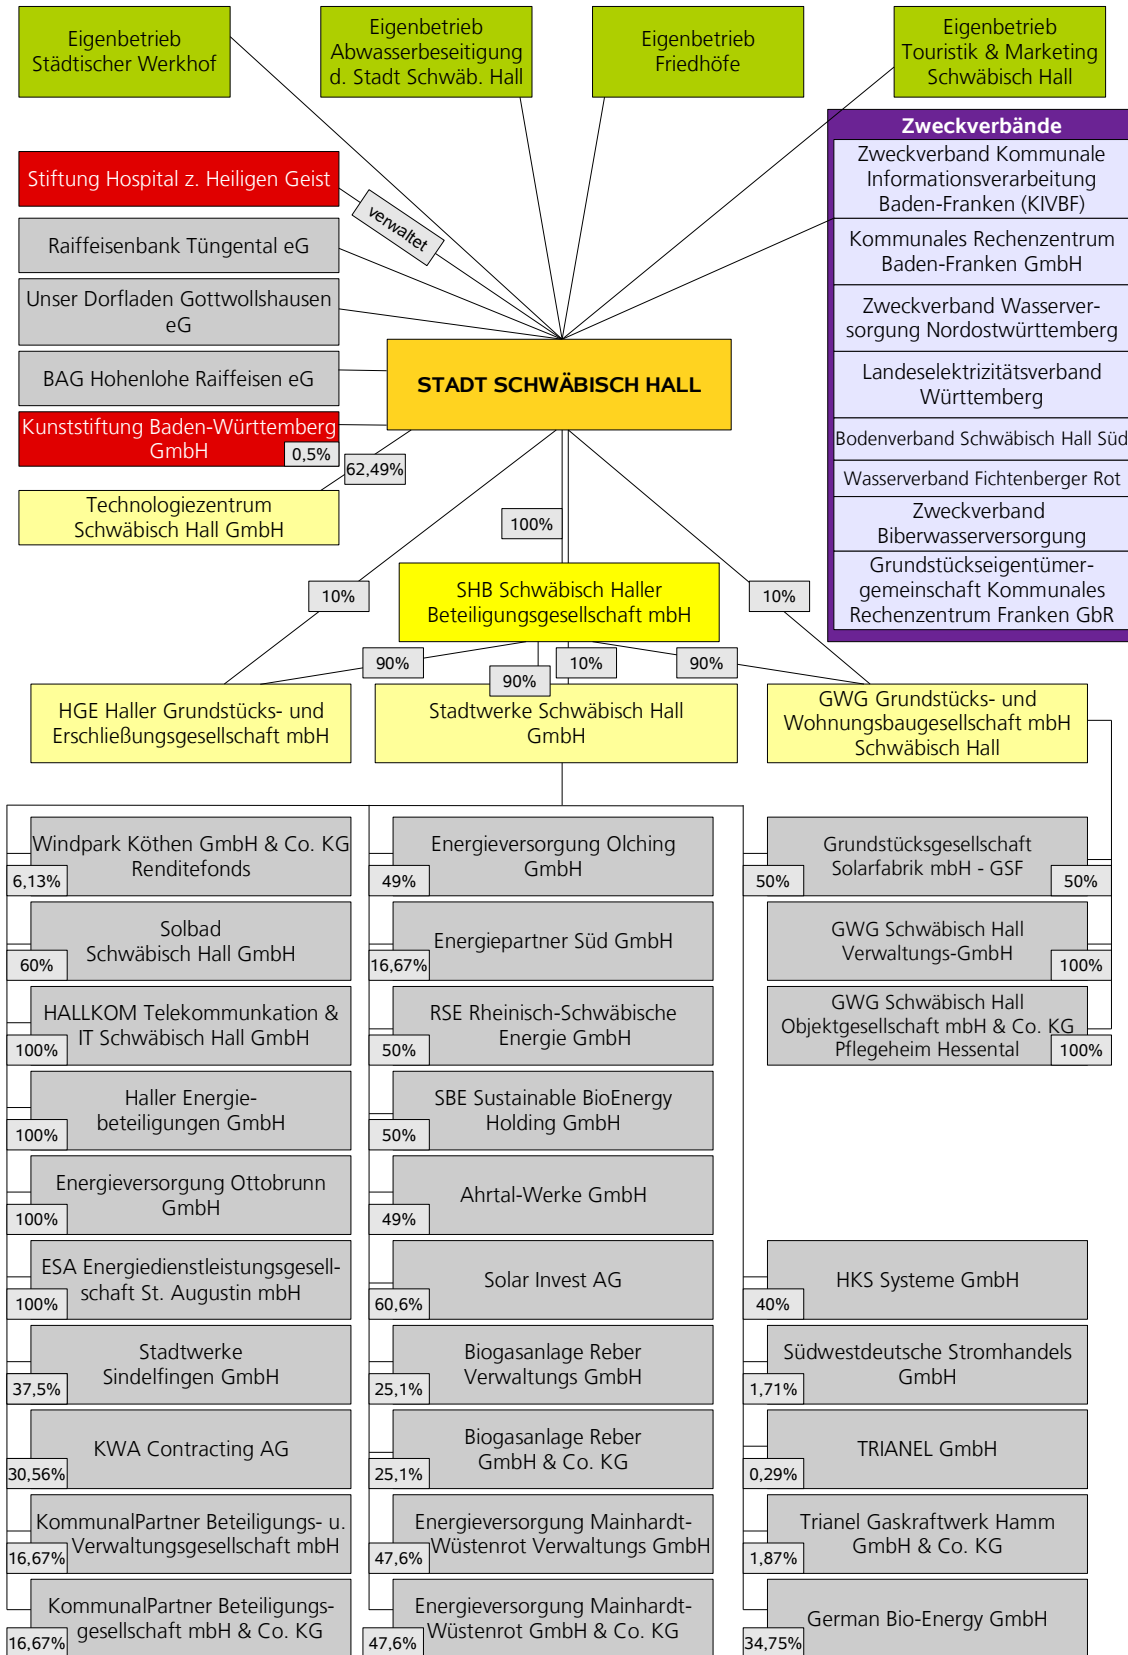 Eigenbetrieb
Städtischer Werkhof
Eigenbetrieb
Abwasserbeseitigung
d. Stadt Schwäb. Hall
Eigenbetrieb
Friedhöfe
Eigenbetrieb
Touristik & Marketing
Schwäbisch Hall
Zweckverbände
Zweckverband Kommunale
Informationsverarbeitung
Baden-Franken (KIVBF)
Kommunales Rechenzentrum
Baden-Franken GmbH
Zweckverband Wasserver-
sorgung Nordostwürttemberg
Landeselektrizitätsverband
Württemberg
Bodenverband Schwäbisch Hall Süd
Wasserverband Fichtenberger Rot
Zweckverband
Biberwasserversorgung
Grundstückseigentümer-
gemeinschaft Kommunales
Rechenzentrum Franken GbR
Stiftung Hospital z. Heiligen Geist
verwaltet
Raiffeisenbank Tüngental eG
Unser Dorfladen Gottwollshausen
eG
BAG Hohenlohe Raiffeisen eG
Kunststiftung Baden-Württemberg
GmbH
0,5%
62,49%
Technologiezentrum
Schwäbisch Hall GmbH
STADT SCHWÄBISCH HALL
100%
10%
SHB Schwäbisch Haller
Beteiligungsgesellschaft mbH
10%
90%
90%
10%
90%
HGE Haller Grundstücks- und
Erschließungsgesellschaft mbH
Stadtwerke Schwäbisch Hall
GmbH
GWG Grundstücks- und
Wohnungsbaugesellschaft mbH
Schwäbisch Hall
Windpark Köthen GmbH & Co. KG
Renditefonds
6,13%
Solbad
Schwäbisch Hall GmbH
60%
HALLKOM Telekommunkation &
IT Schwäbisch Hall GmbH
100%
Haller Energie-
beteiligungen GmbH
100%
Energieversorgung Ottobrunn
GmbH
100%
ESA Energiedienstleistungsgesell-
schaft St. Augustin mbH
100%
Stadtwerke
Sindelfingen GmbH
37,5%
KWA Contracting AG
30,56%
KommunalPartner Beteiligungs- u.
Verwaltungsgesellschaft mbH
16,67%
KommunalPartner Beteiligungs-
gesellschaft mbH & Co. KG
16,67%
Energieversorgung Olching
GmbH
49%
Energiepartner Süd GmbH
16,67%
RSE Rheinisch-Schwäbische
Energie GmbH
50%
SBE Sustainable BioEnergy
Holding GmbH
50%
Ahrtal-Werke GmbH
49%
Solar Invest AG
60,6%
Biogasanlage Reber
Verwaltungs GmbH
25,1%
Biogasanlage Reber
GmbH & Co. KG
25,1%
Energieversorgung Mainhardt-
Wüstenrot Verwaltungs GmbH
47,6%
Energieversorgung Mainhardt-
Wüstenrot GmbH & Co. KG
47,6%
Grundstücksgesellschaft
Solarfabrik mbH - GSF
50%
50%
GWG Schwäbisch Hall
Verwaltungs-GmbH
100%
GWG Schwäbisch Hall
Objektgesellschaft mbH & Co. KG
Pflegeheim Hessental
100%
HKS Systeme GmbH
40%
Südwestdeutsche Stromhandels
GmbH
1,71%
TRIANEL GmbH
0,29%
Trianel Gaskraftwerk Hamm
GmbH & Co. KG
1,87%
German Bio-Energy GmbH
34,75%